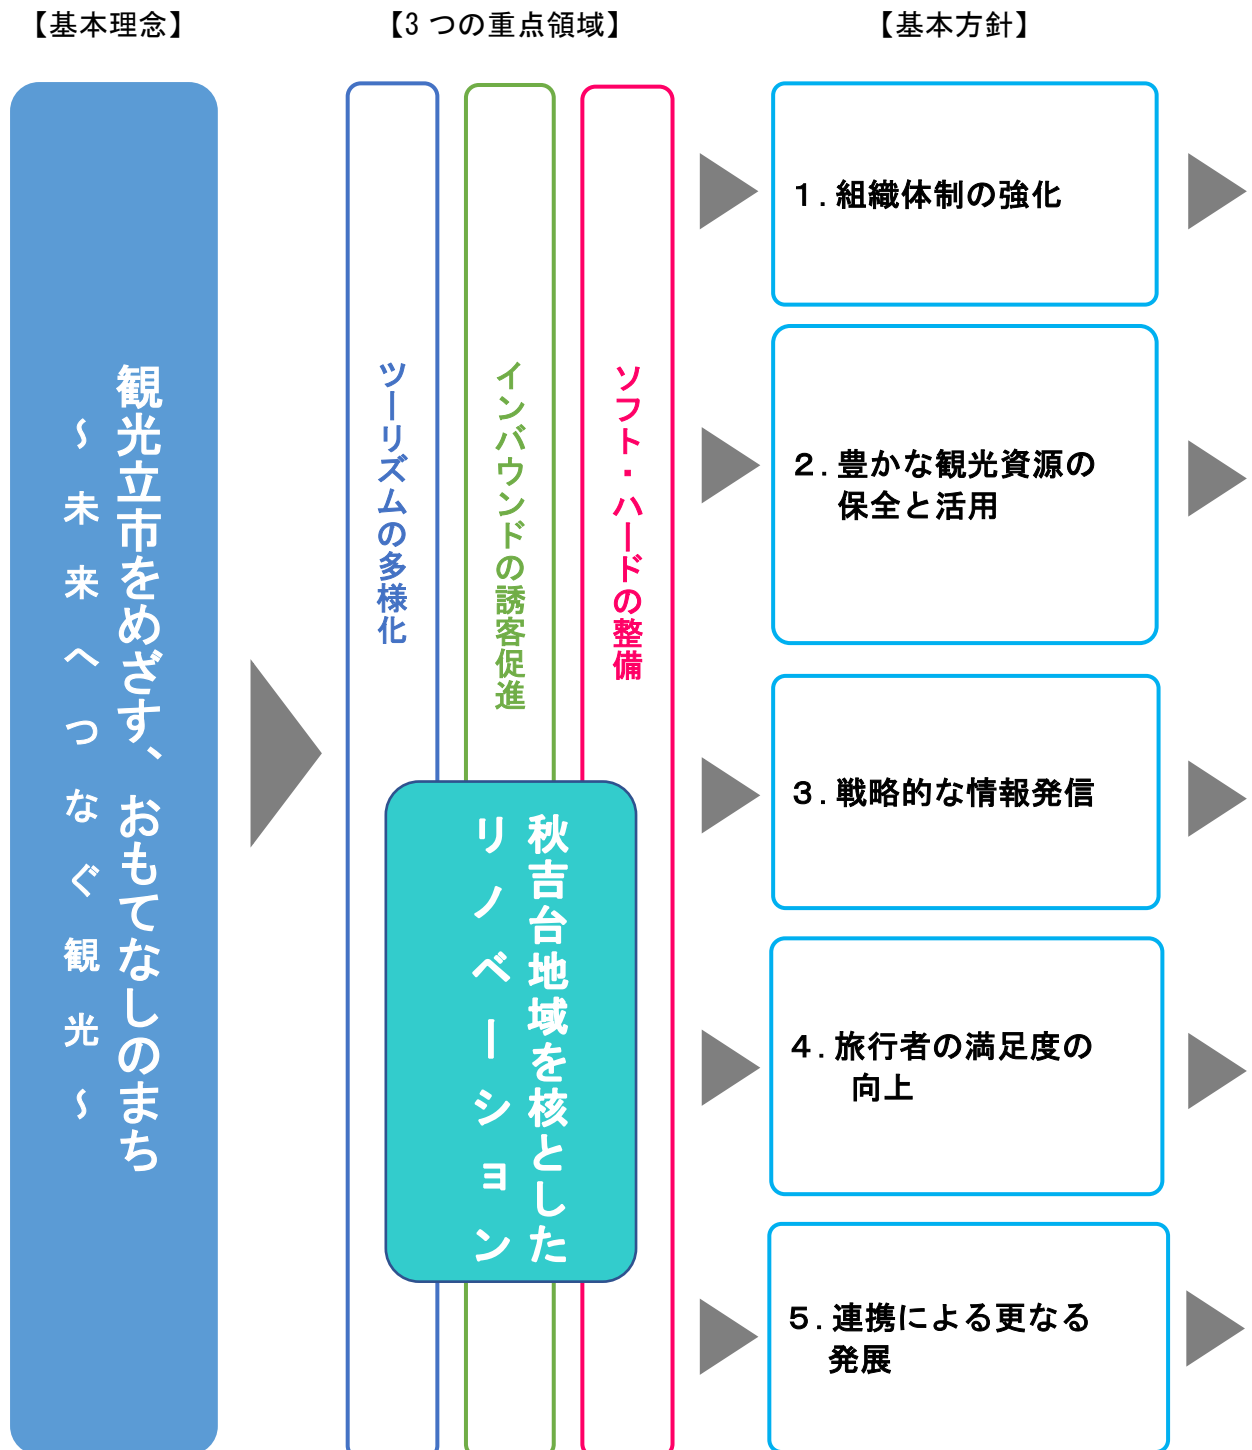 【基本理念】
【3つの重点領域】
【基本方針】
観光立市をめざす、おもてなしのまち
～未来へつなぐ観光～
ツーリズムの多様化
インバウンドの誘客促進
ソフト・ハードの整備
秋吉台地域を核とした
リノベーション
１．組織体制の強化
２．豊かな観光資源の
保全と活用
３．戦略的な情報発信
４．旅行者の満足度の
向上
５．連携による更なる
発展